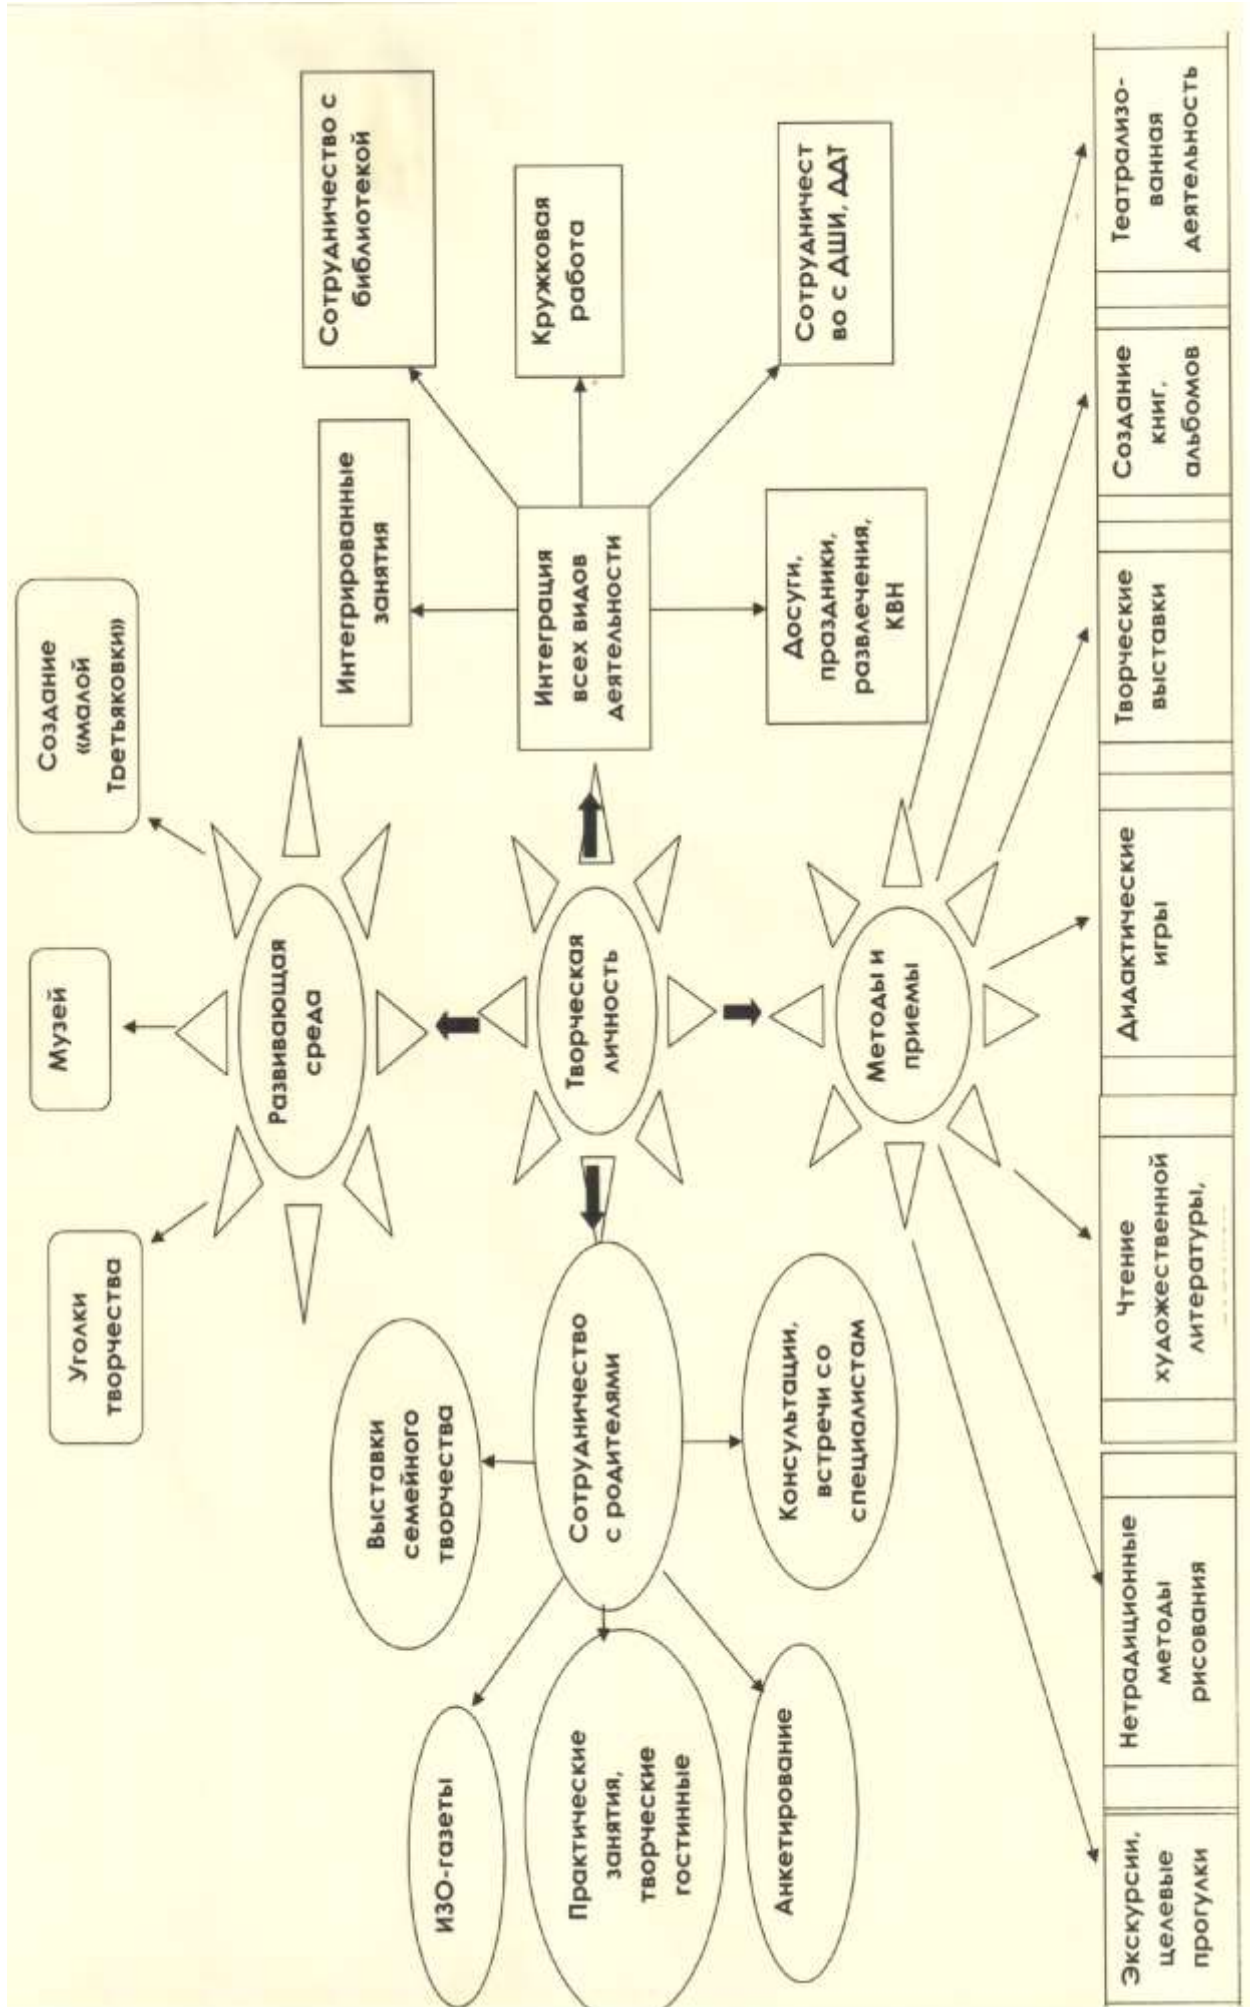 Уголки
творчества
Музей
Создание
«малой
Третьяковки»
Развивающая
среда
Выставки
семейного
творчества
Интегрированные
занятия
Сотрудничество с
библиотекой
ИЗО-газеты
Практические
занятия,
творческие
гостинные
Сотрудничество
с родителями
Творческая
личность
Интеграция
всех видов
деятельности
Кружковая
работа
Анкетирование
Консультации,
встречи со
специалистам
Методы и
приемы
Досуги,
праздники,
развлечения,
КВН
Сотрудничест
во с ДШИ, ДДТ
Экскурсии,
целевые
прогулки
Нетрадиционные
методы
рисования
Чтение
художественной
литературы,
Дидактические
игры
Творческие
выставки
Создание
книг,
альбомов
Театрализо-
ванная
деятельность